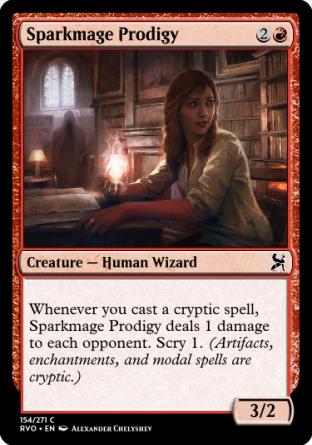 Sparkmage Prodigy 2
Creature — Human Wizard
Whenever you cast a cryptic spell,
Sparkmage Prodigy deals 1 damage
to each opponent. Scry 1. (Artifacts,
enchantments, and modal spells are
cryptic.)
3/2
154/271 C
RVO • EN ALEXANDER CHELYSHEV